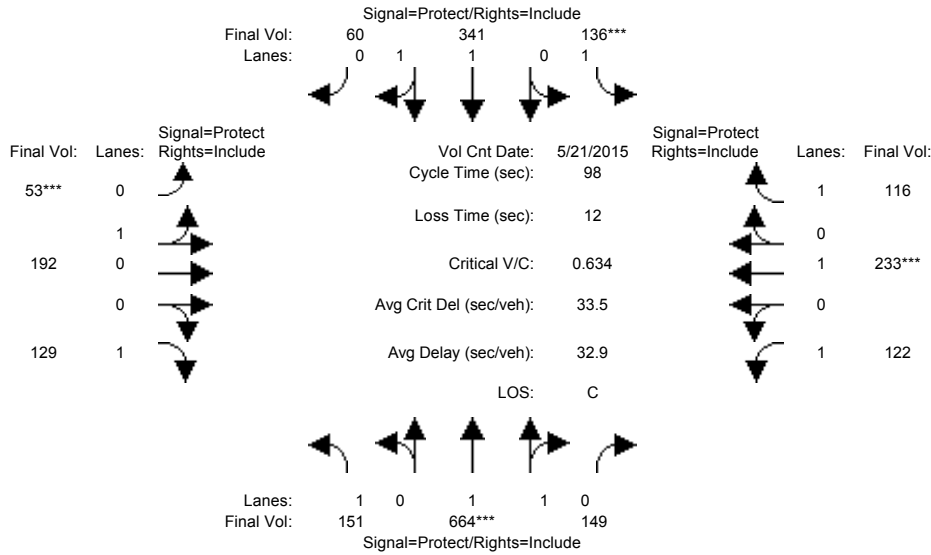 Signal=Protect/Rights=Include
Final Vol: 60 341 136***
Lanes: 0 1 1 0 1
Signal=Protect Signal=Protect
Final Vol: Lanes: Rights=Include Vol Cnt Date: 5/21/2015 Rights=Include Lanes: Final Vol:
Cycle Time (sec): 98
53*** 0 1 116
Loss Time (sec): 12
1 0
192 0 Critical V/C: 0.634 1 233***
0 Avg Crit Del (sec/veh): 33.5 0
129 1 Avg Delay (sec/veh): 32.9 1 122
LOS: C
Lanes: 1 0 1 1 0
Final Vol: 151 664*** 149
Signal=Protect/Rights=Include